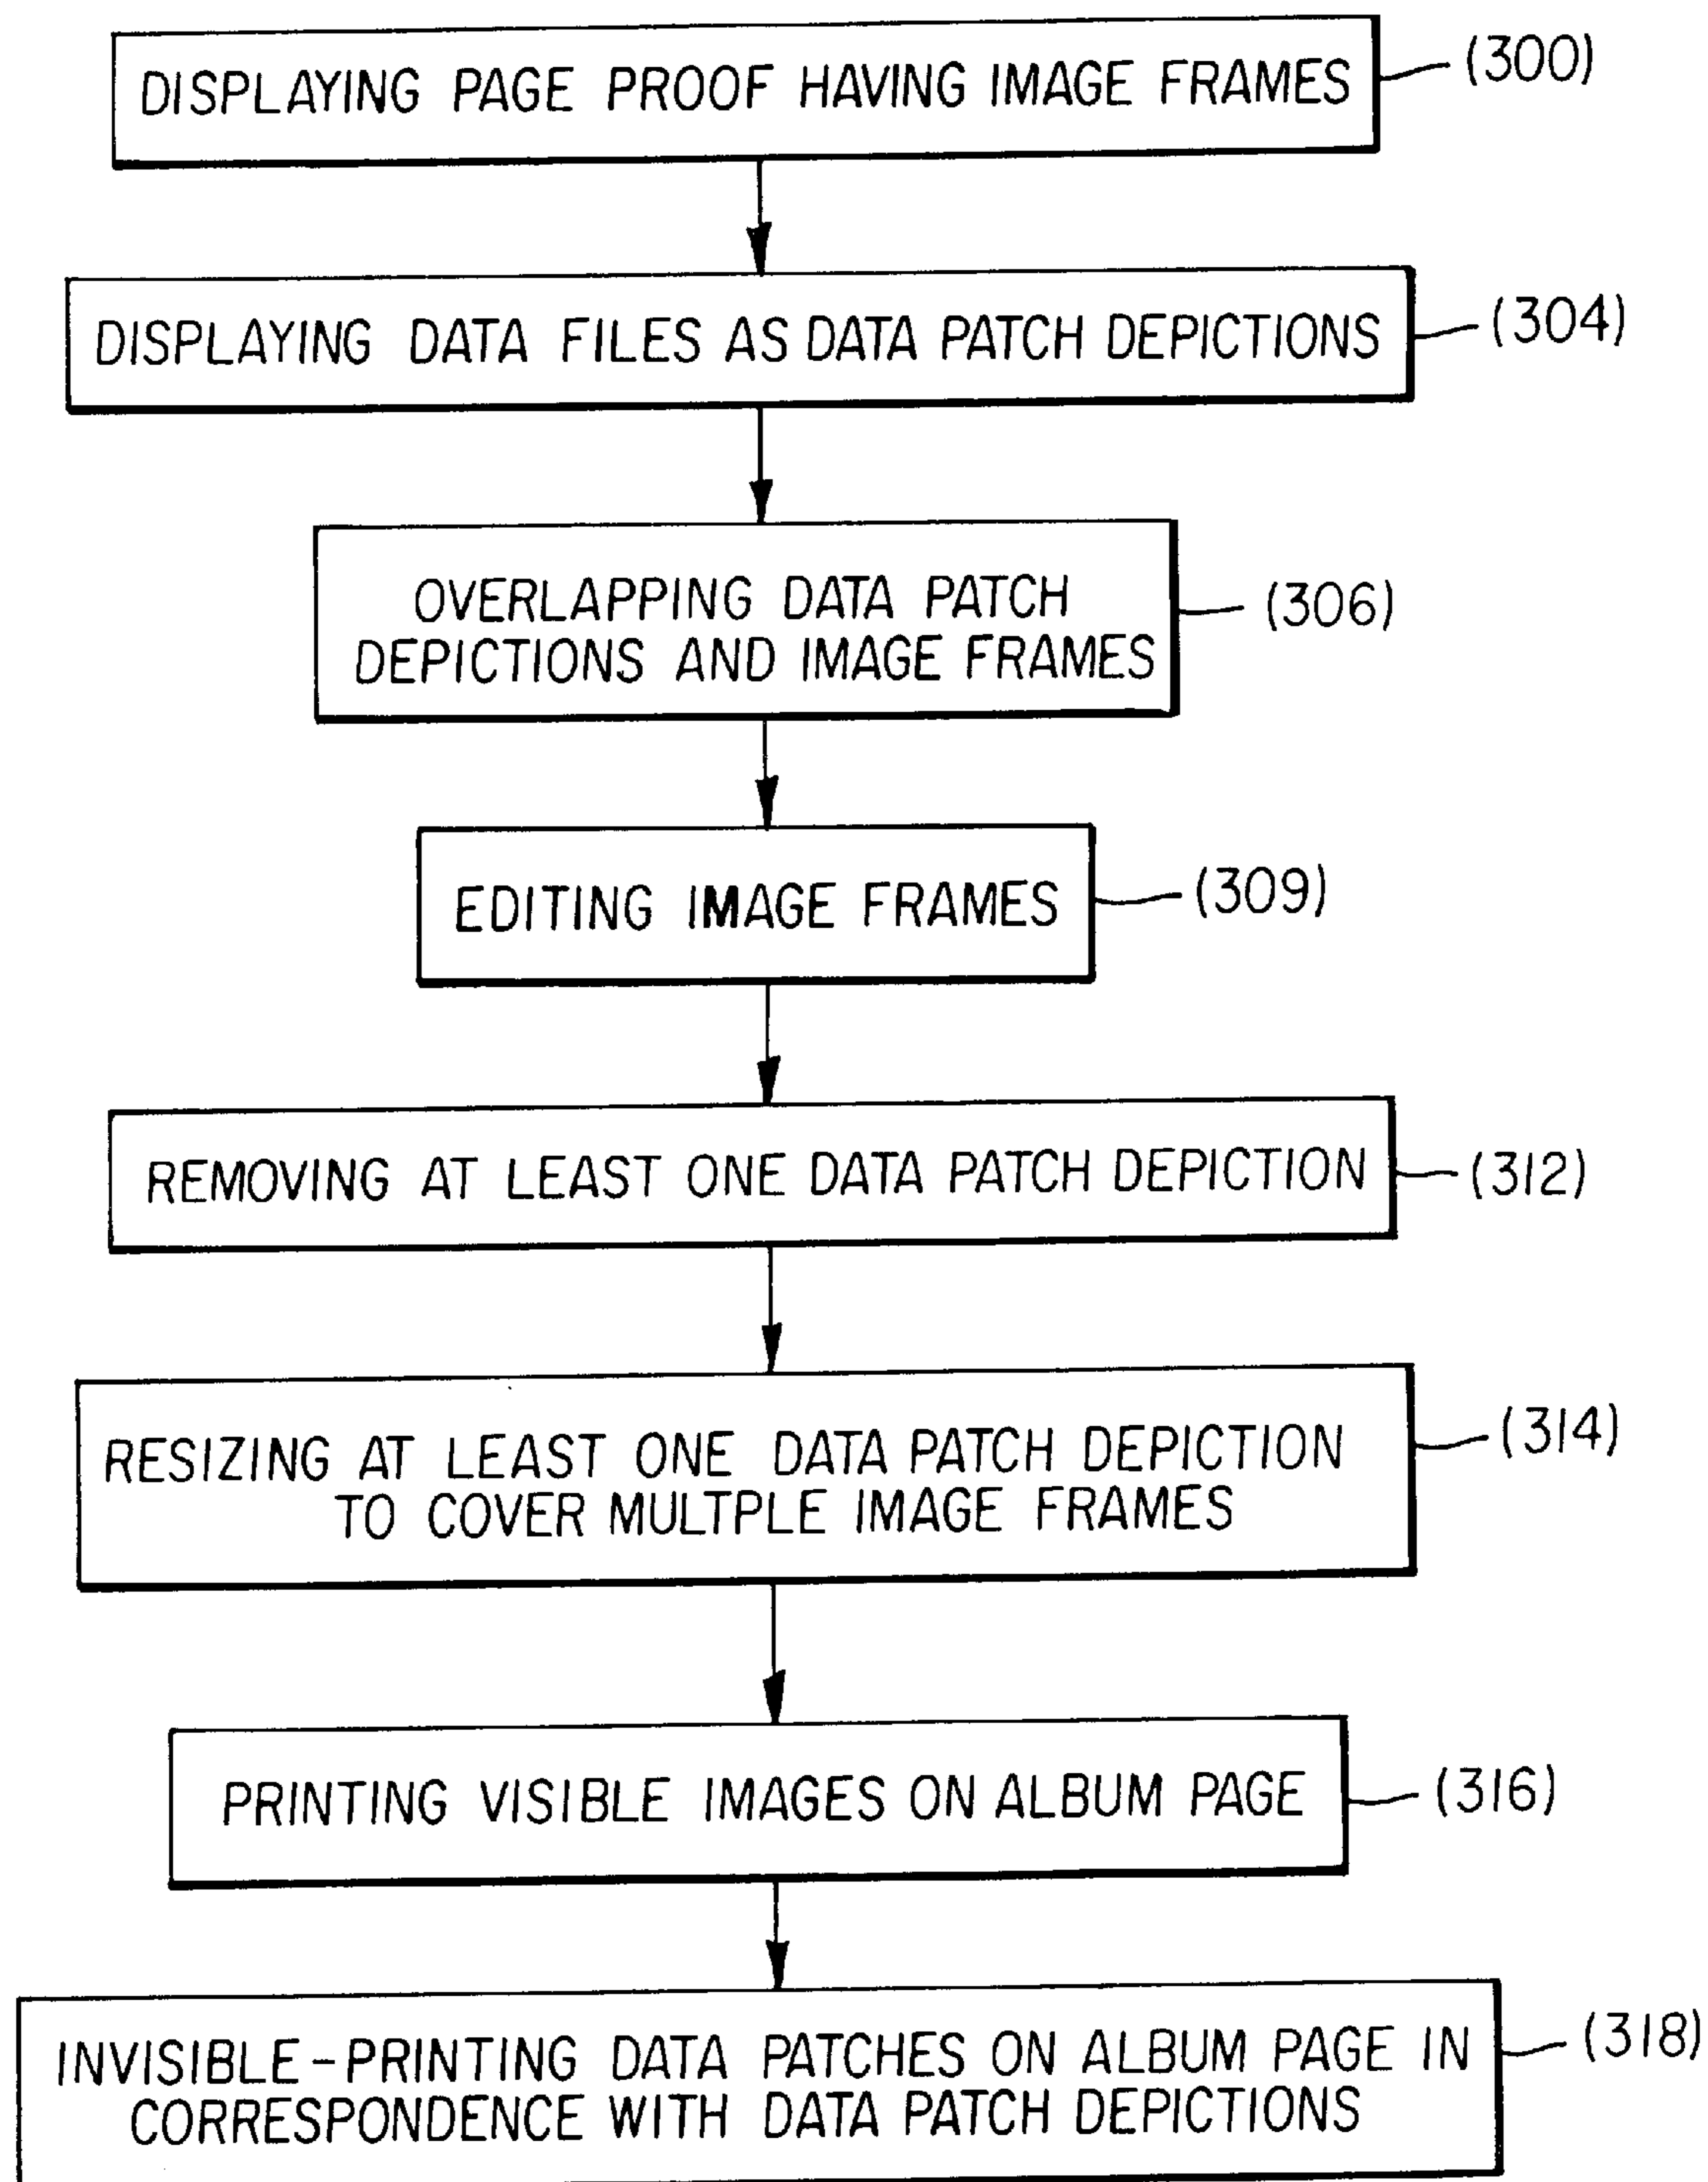 DISPLAYING PAGE PROOF HAVING IMAGE FRAMES (300)
DISPLAYING DATA FILES AS DATA PATCH DEPICTIONS (304)
OVERLAPPING DATA PATCH
DEPICTIONS AND IMAGE FRAMES (306)
EDITING IMAGE FRAMES (309)
REMOVING AT LEAST ONE DATA PATCH DEPICTION (312)
RESIZING AT LEAST ONE DATA PATCH DEPICTION
TO COVER MULTPLE IMAGE FRAMES (314)
PRINTING VISIBLE IMAGES ON ALBUM PAGE (316)
INVISIBLE-PRINTING DATA PATCHES ON ALBUM PAGE IN
CORRESPONDENCE WITH DATA PATCH DEPICTIONS (318)